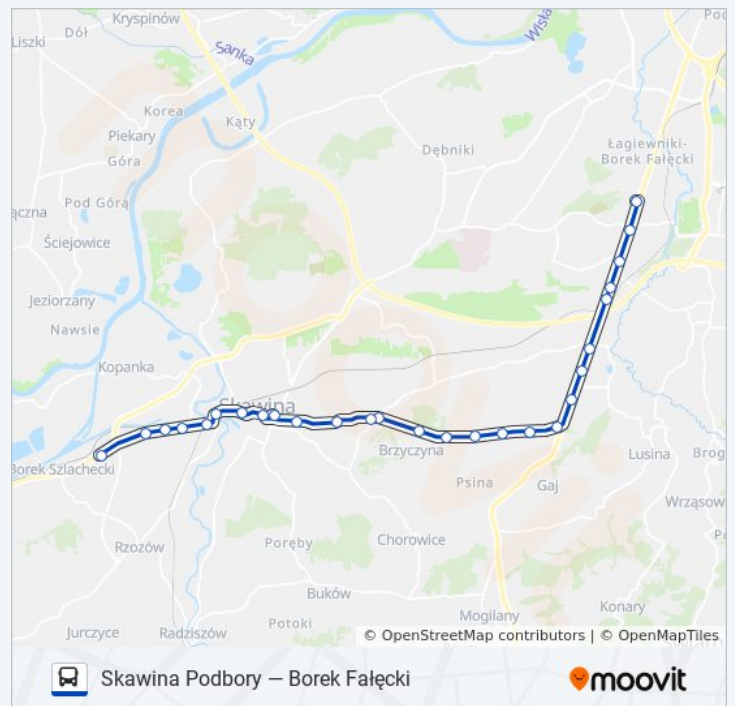 Kryspinów
Liszki
Dół
Sanka
Wisła
Korea
Kąty
Piekary
Góra
Dębniki
Łagiewniki-
Borek Fałęcki
Pod Górą
Ściejowice
Jeziorzany
Nawsie
Kopanka
Skawina
Borek Szlachecki
Brzyczyna
Lusina
Psina
Gaj
Rzozów
Poręby
Chorowice
Buków
Konary
Mogilany
Potoki
Jurczyce
Radziszów
© OpenStreetMap contributors | © OpenMapTiles
Skawina Podbory — Borek Fałęcki
moovit